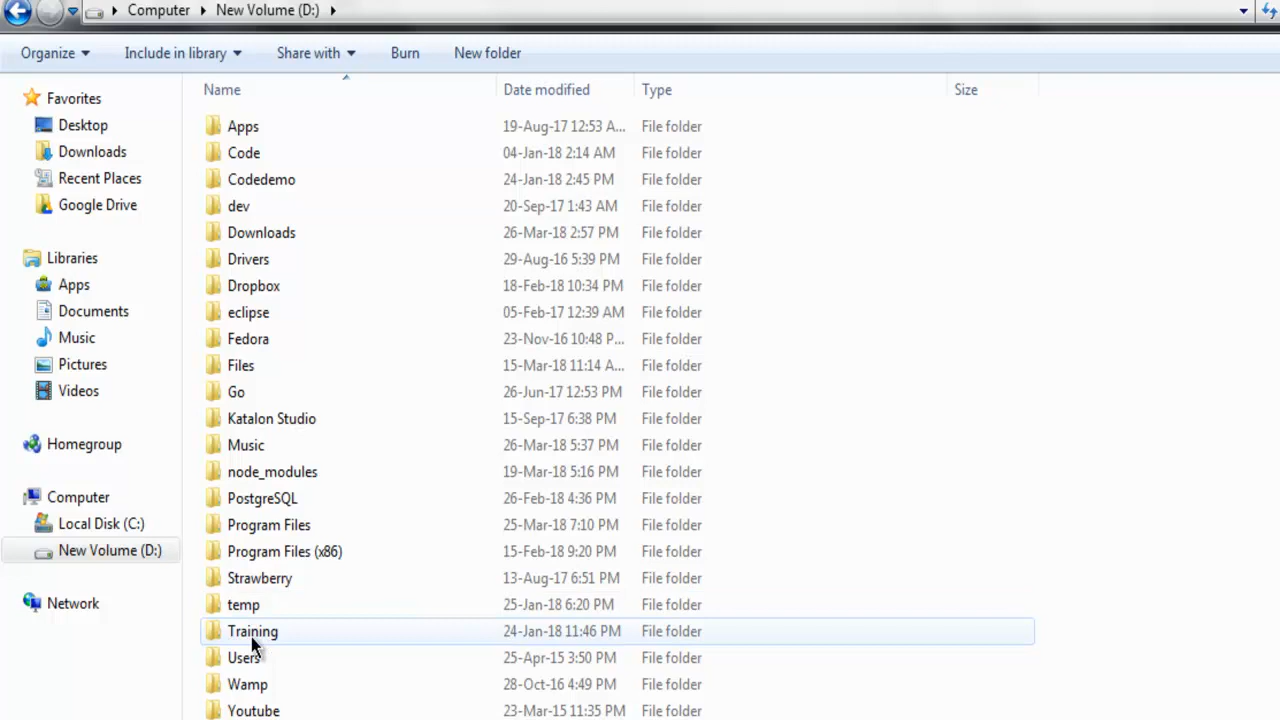 Computer New Volume (D:)
Organize Include in library Share with Burn New folder
Name Date modified Type Size
Favorites
Desktop
Downloads
Recent Places
Google Drive
Libraries
Apps
Documents
Music
Pictures
Videos
Homegroup
Computer
Local Disk (C:)
New Volume (D:)
Network
Apps 19-Aug-17 12:53 A... File folder
Code 04-Jan-18 2:14 AM File folder
Codedemo 24-Jan-18 2:45 PM File folder
dev 20-Sep-17 1:43 AM File folder
Downloads 26-Mar-18 2:57 PM File folder
Drivers 29-Aug-16 5:39 PM File folder
Dropbox 18-Feb-18 10:34 PM File folder
eclipse 05-Feb-17 12:39 AM File folder
Fedora 23-Nov-16 10:48 P... File folder
Files 15-Mar-18 11:14 A... File folder
Go 26-Jun-17 12:53 PM File folder
Katalon Studio 15-Sep-17 6:38 PM File folder
Music 26-Mar-18 5:37 PM File folder
node_modules 19-Mar-18 5:16 PM File folder
PostgreSQL 26-Feb-18 4:36 PM File folder
Program Files 25-Mar-18 7:10 PM File folder
Program Files (x86) 15-Feb-18 9:20 PM File folder
Strawberry 13-Aug-17 6:51 PM File folder
temp 25-Jan-18 6:20 PM File folder
Training 24-Jan-18 11:46 PM File folder
Users 25-Apr-15 3:50 PM File folder
Wamp 28-Oct-16 4:49 PM File folder
Youtube 23-Mar-15 11:35 PM File folder